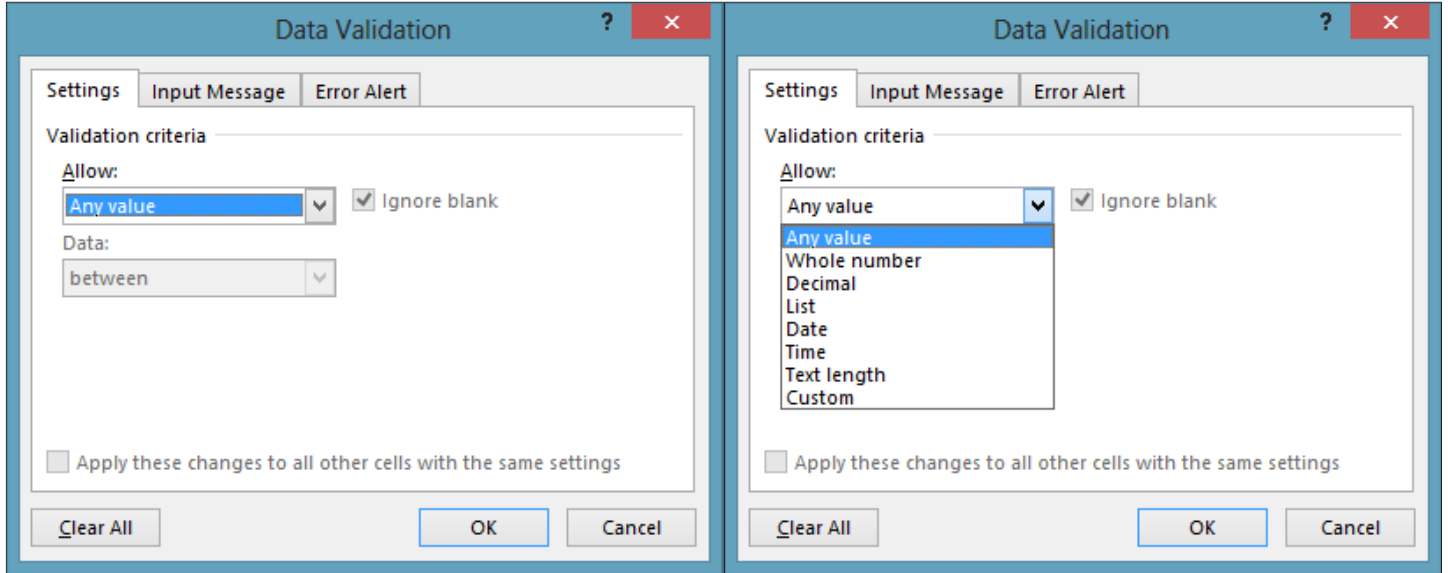 Data Validation ? ×
Settings Input Message Error Alert
Validation criteria
Allow:
Any value Ignore blank
Data:
between
Apply these changes to all other cells with the same settings
Clear All OK Cancel
Data Validation ? ×
Settings Input Message Error Alert
Validation criteria
Allow:
Any value Ignore blank
Any value
Whole number
Decimal
List
Date
Time
Text length
Custom
Apply these changes to all other cells with the same settings
Clear All OK Cancel